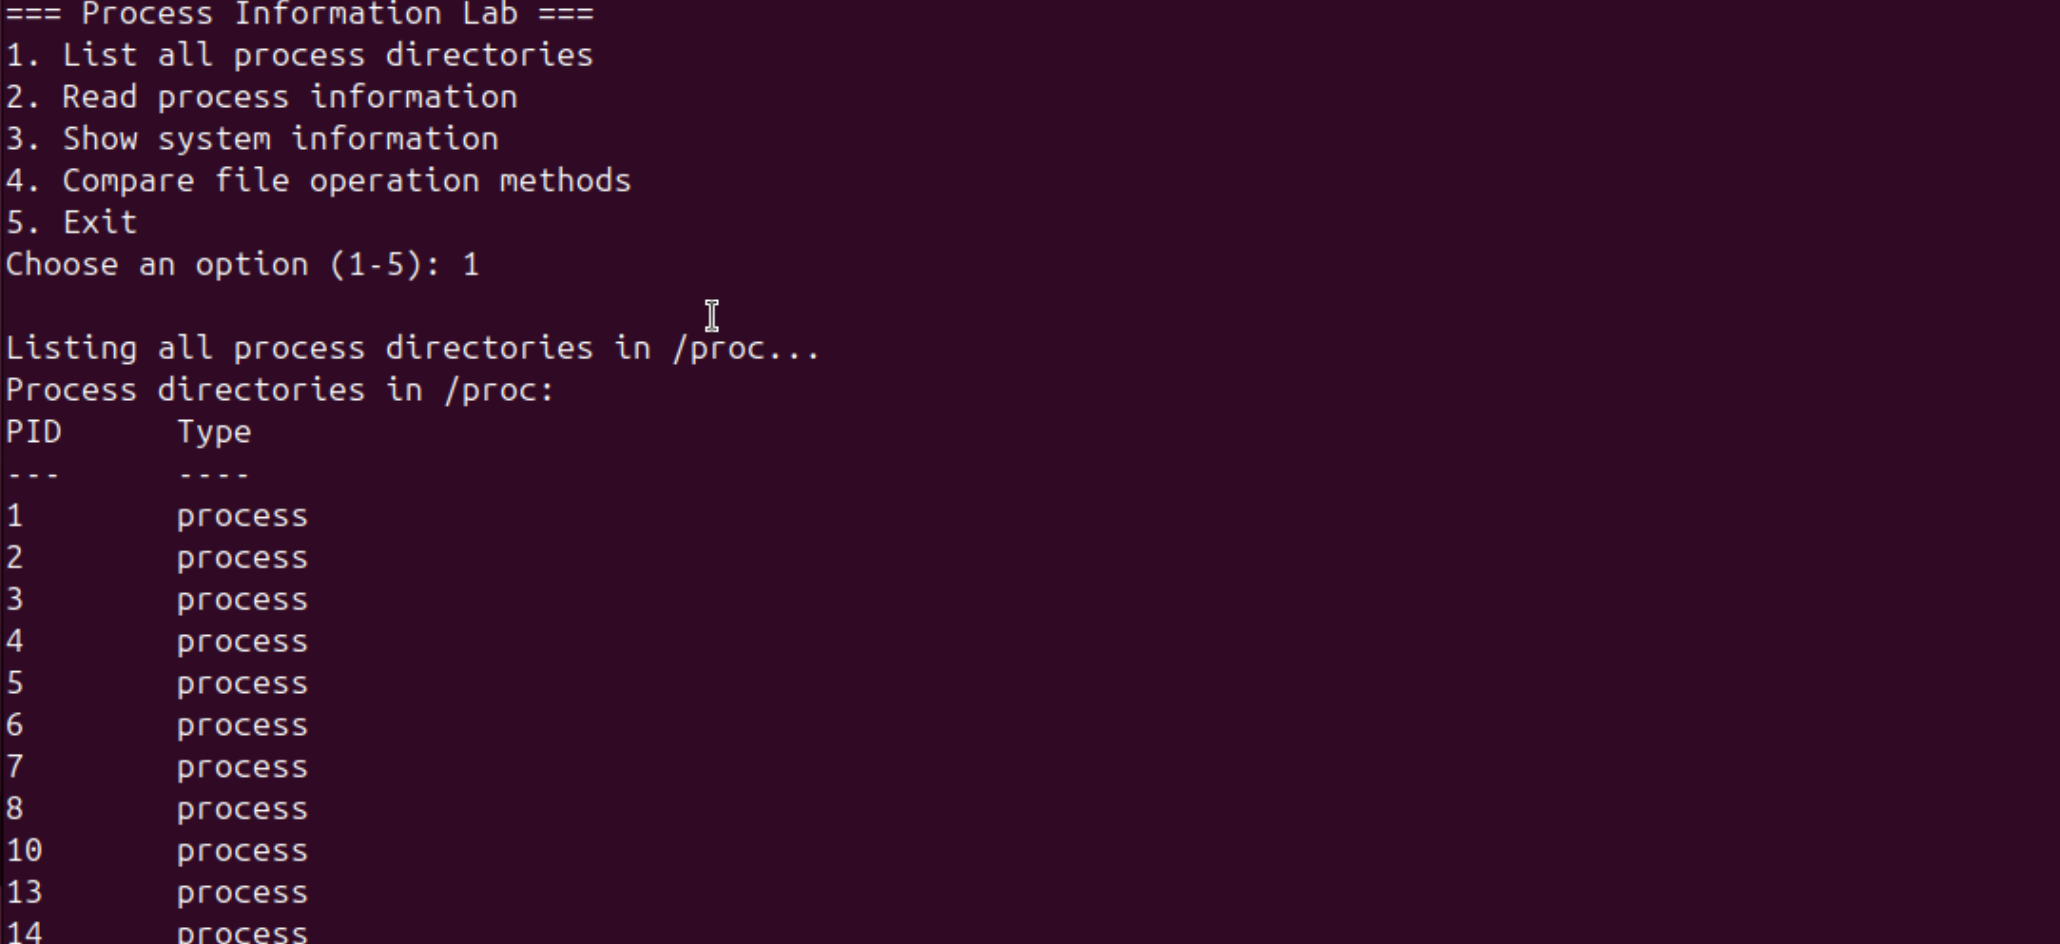 === Process Information Lab ===
1. List all process directories
2. Read process information
3. Show system information
4. Compare file operation methods
5. Exit
Choose an option (1-5): 1
Listing all process directories in /proc...
Process directories in /proc:
PID      Type
---      ----
1        process
2        process
3        process
4        process
5        process
6        process
7        process
8        process
10       process
13       process
14       process